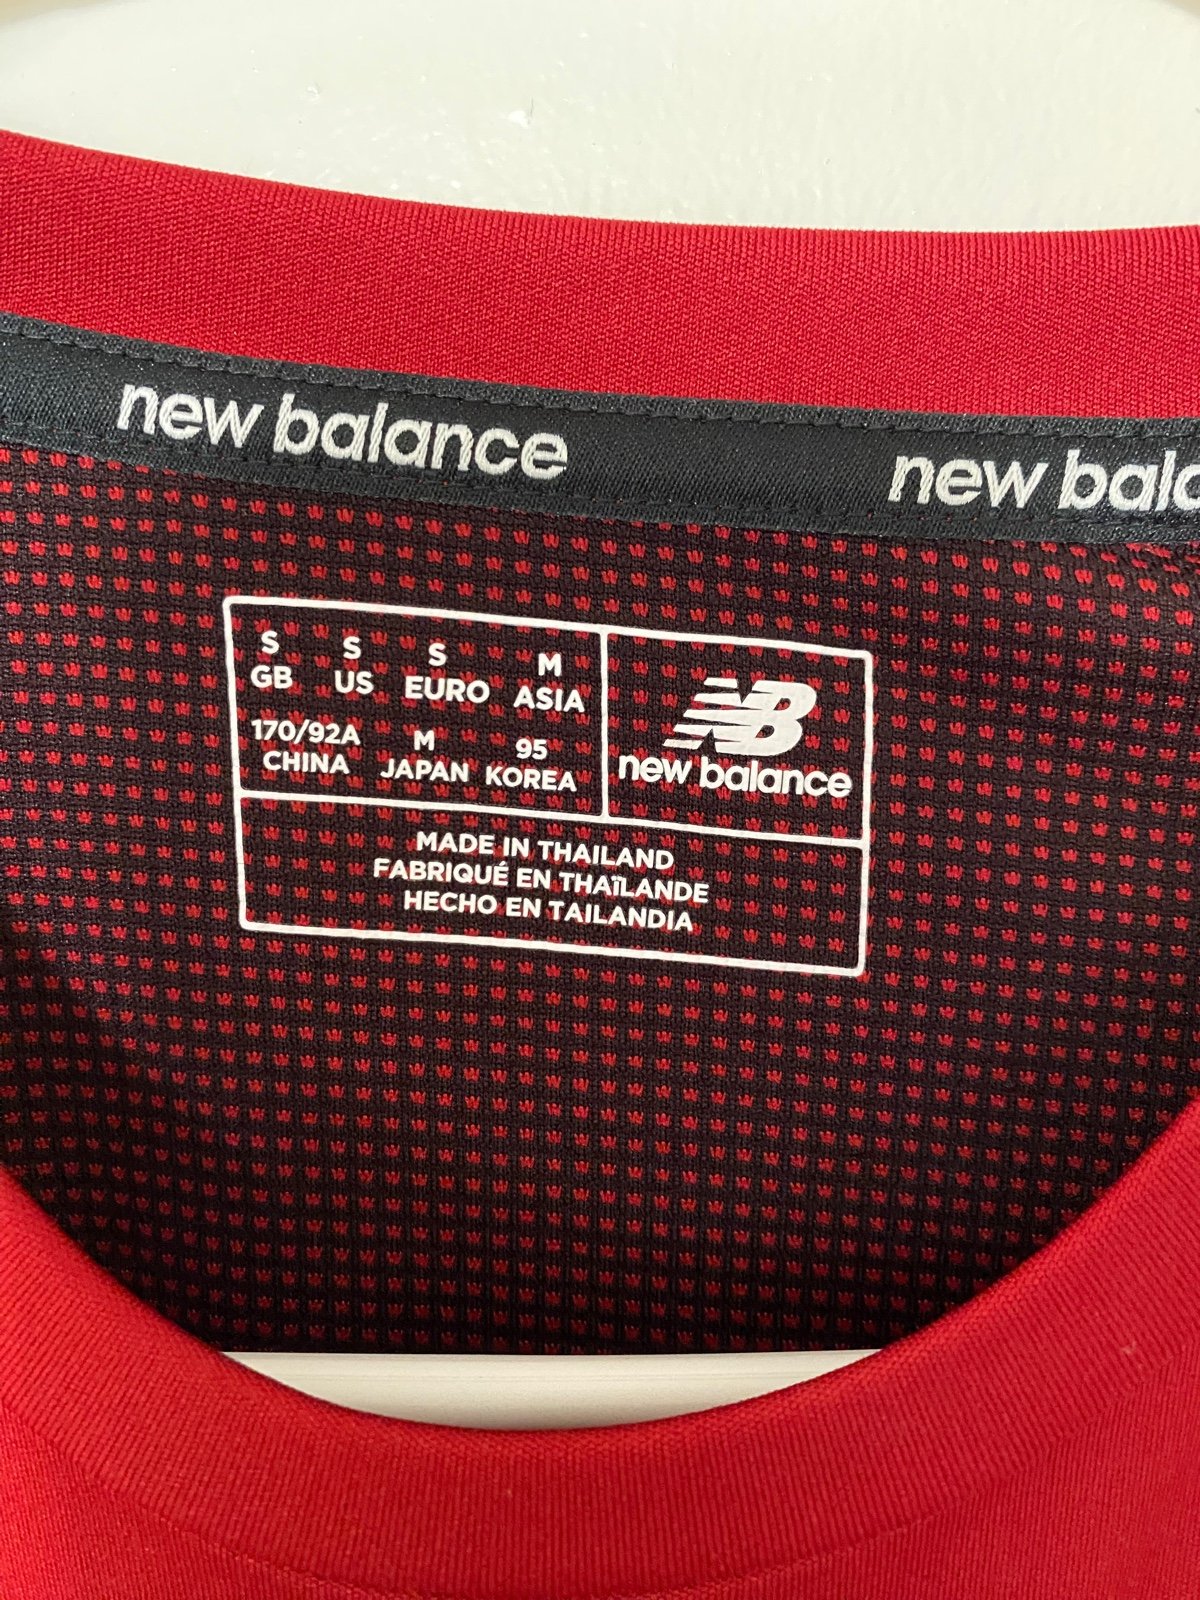 new balance new bala
S S S M
GB US EURO ASIA
170/92A M 95
CHINA JAPAN KOREA
NB
new balance
MADE IN THAILAND
FABRIQUÉ EN THAÏLANDE
HECHO EN TAILANDIA